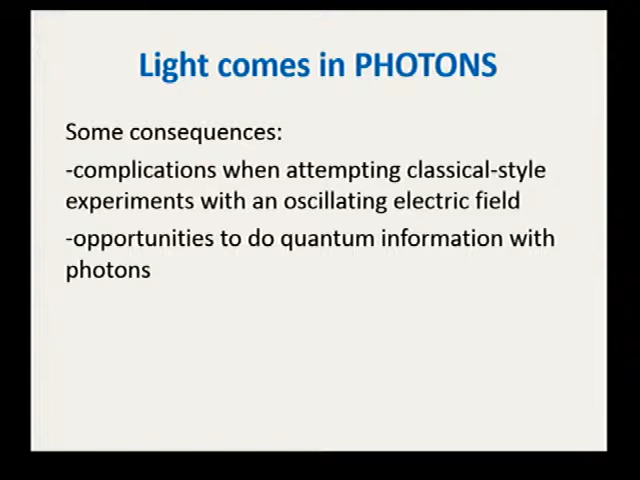 Light comes in PHOTONS
Some consequences:
-complications when attempting classical-style
experiments with an oscillating electric field
-opportunities to do quantum information with
photons